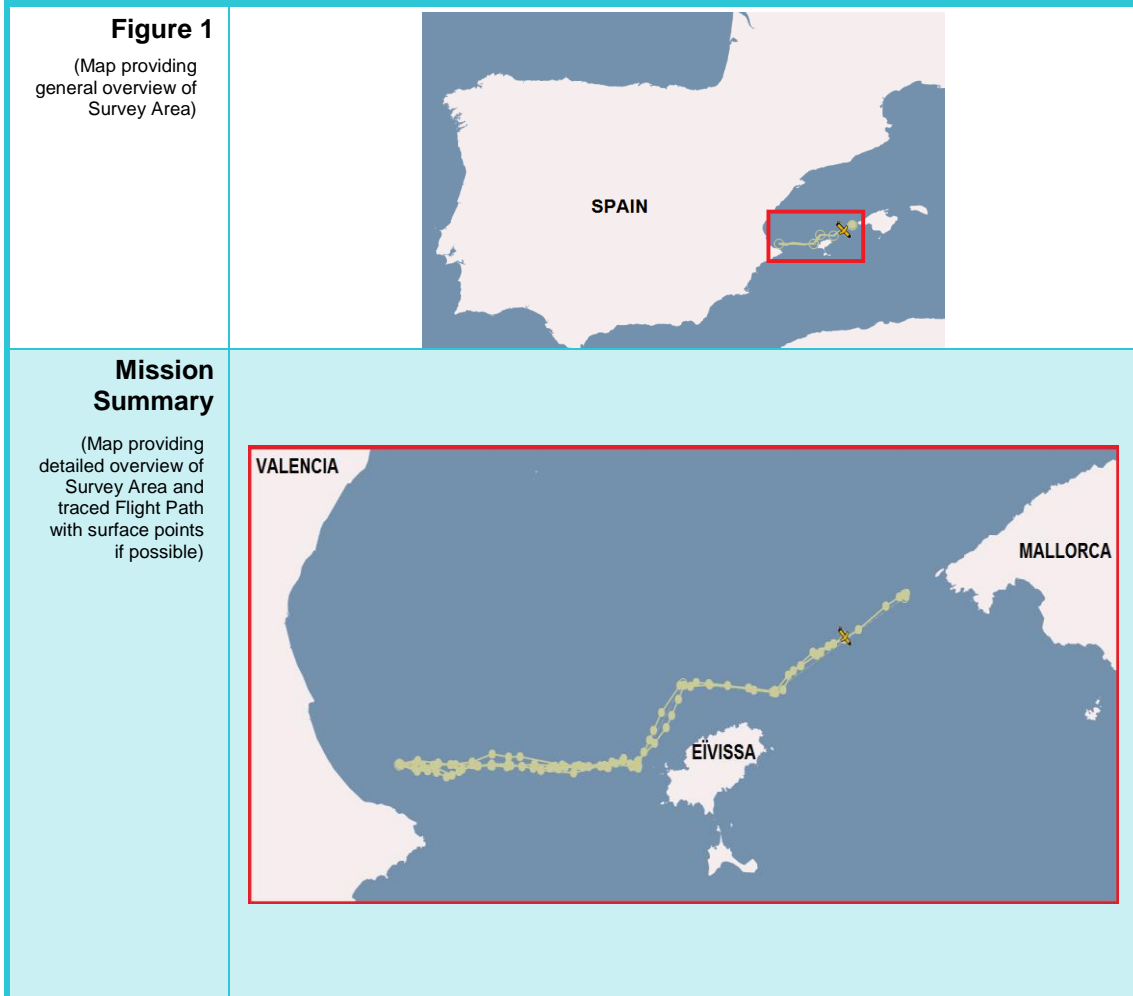 Figure 1
(Map providing
general overview of
Survey Area)
SPAIN
Mission
Summary
(Map providing
detailed overview of
Survey Area and
traced Flight Path
with surface points
if possible)
VALENCIA
MALLORCA
EÏVISSA